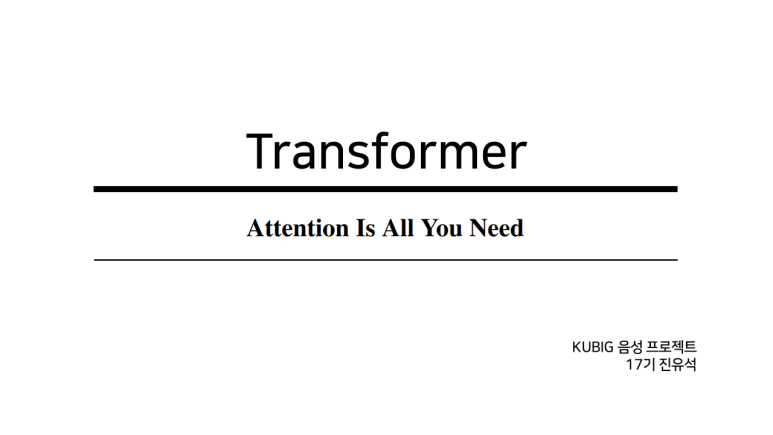 Transformer
Attention Is All You Need
KUBIG 음성 프로젝트
17기 진유석